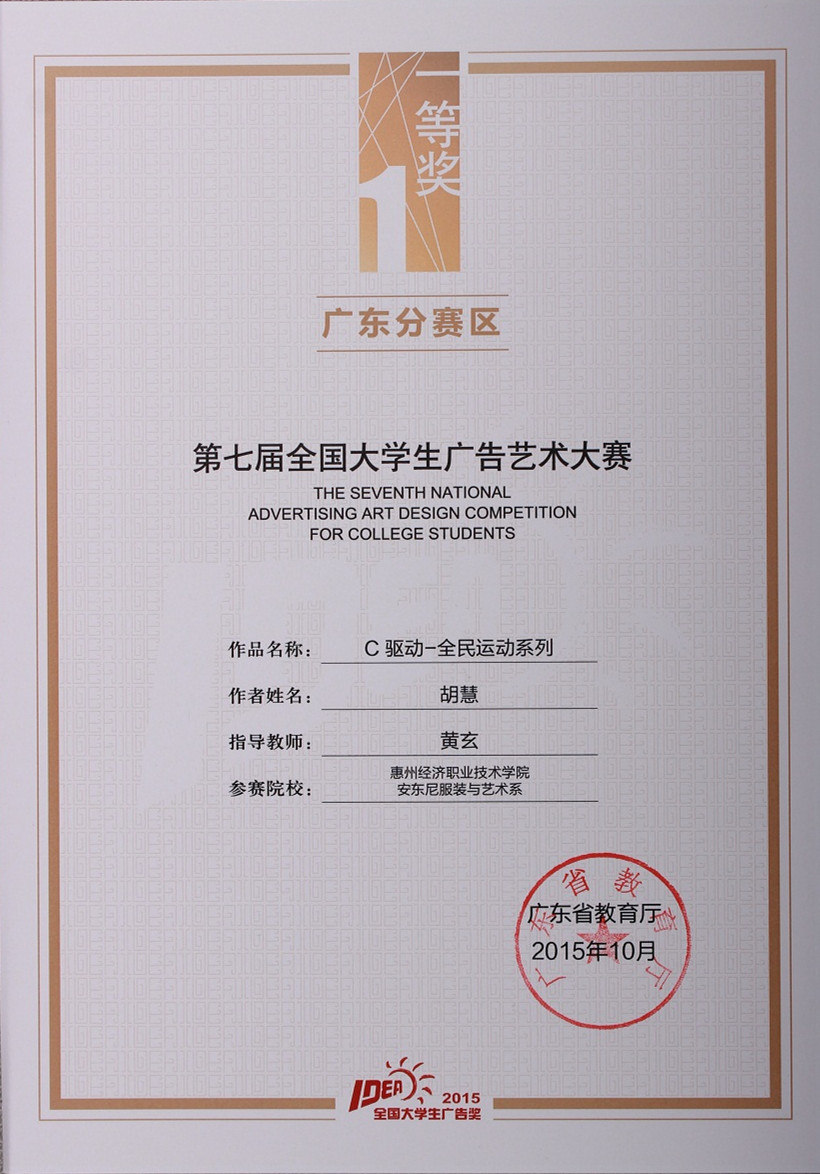 一等奖
1
广东分赛区
第七届全国大学生广告艺术大赛
THE SEVENTH NATIONAL
ADVERTISING ART DESIGN COMPETITION
FOR COLLEGE STUDENTS
作品名称： C 驱动-全民运动系列
作者姓名： 胡慧
指导教师： 黄玄
参赛院校： 惠州经济职业技术学院
安东尼服装与艺术系
广东省教育厅
广东省教育厅
2015年10月
IDEA 2015
全国大学生广告奖